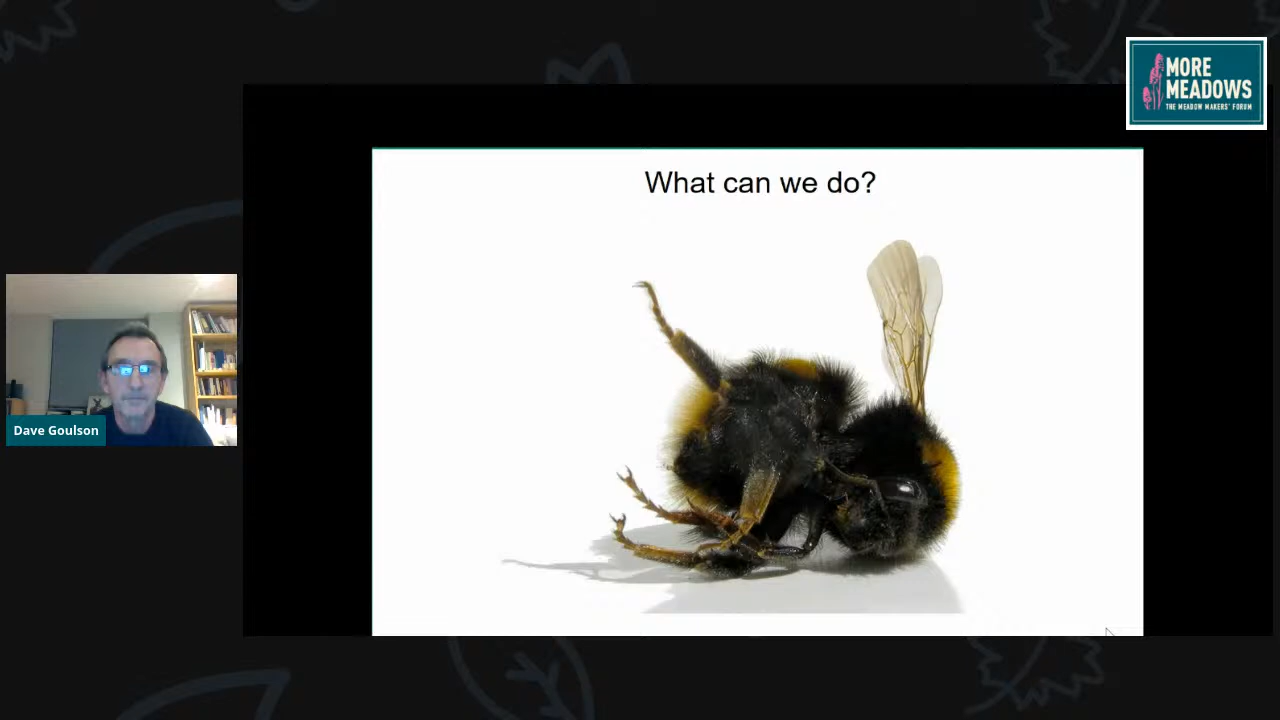 MORE
MEADOWS
THE MEADOW MAKERS' FORUM
What can we do?
Dave Goulson